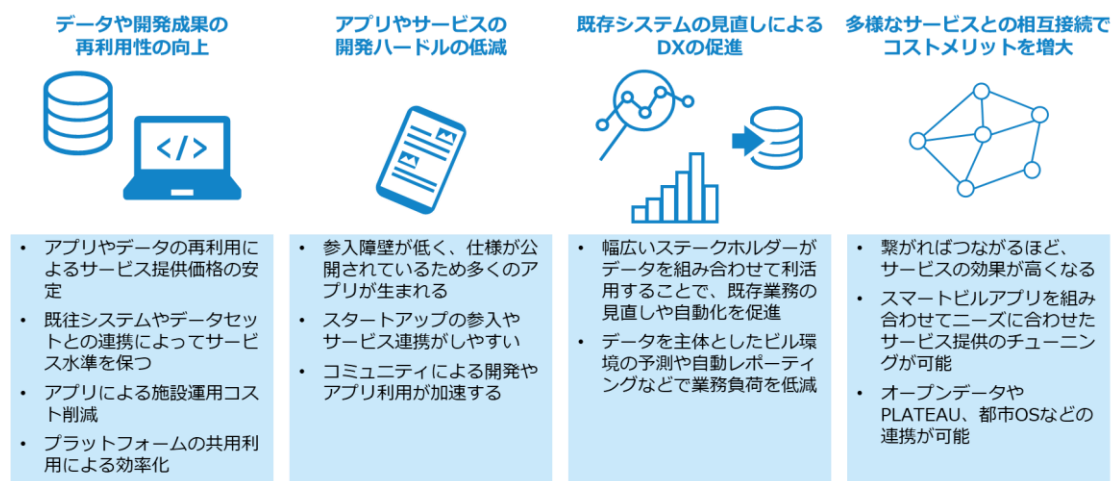 データや開発成果の
再利用性の向上
</>
• アプリやデータの再利用に
よるサービス提供価格の安
定
• 既往システムやデータセッ
トとの連携によってサービ
ス水準を保つ
• アプリによる施設運用コス
ト削減
• プラットフォームの共用利
用による効率化
アプリやサービスの
開発ハードルの低減
• 参入障壁が低く、仕様が公
開されているため多くのア
プリが生まれる
• スタートアップの参入や
サービス連携がしやすい
• コミュニティによる開発や
アプリ利用が加速する
既存システムの見直しによる
DXの促進
• 幅広いステークホルダーが
データを組み合わせて利活
用することで、既存業務の
見直しや自動化を促進
• データを主体としたビル環
境の予測や自動レポーティ
ングなどで業務負荷を低減
多様なサービスとの相互接続で
コストメリットを増大
• 繋がればつながるほど、
サービスの効果が高くなる
• スマートビルアプリを組み
合わせてニーズに合わせた
サービス提供のチューニン
グが可能
• オープンデータや
PLATEAU、都市OSなどの
連携が可能